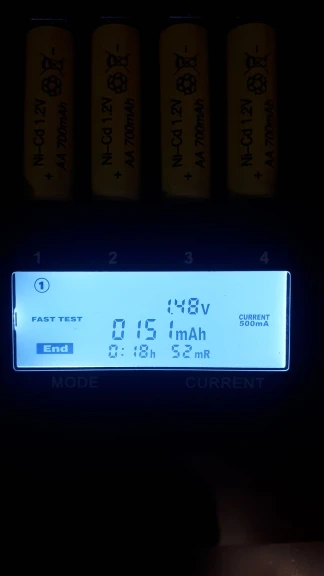 Ni-Cd 1.2V
AA 700mAh
Ni-Cd 1.2V
AA 700mAh
Ni-Cd 1.2V
AA 700mAh
Ni-Cd 1.2V
AA 700mAh
1 2 3 4
1
1.48V
FAST TEST
0151mAh
CURRENT
500mA
End
0:18h 52mR
MODE CURRENT